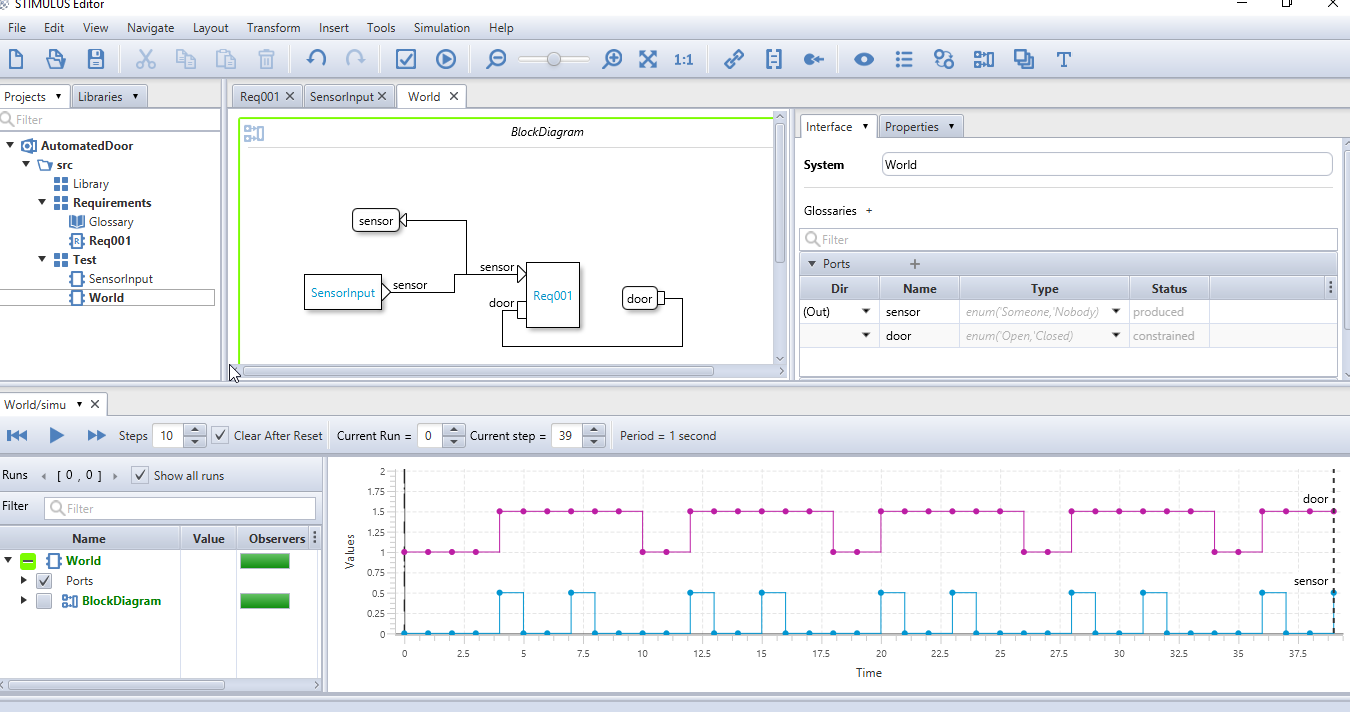 STIMULUS Editor
File Edit View Navigate Layout Transform Insert Tools Simulation Help
1:1 T
Projects Libraries
Filter
AutomatedDoor
src
Library
Requirements
Glossary
R Req001
Test
SensorInput
World
Req001 SensorInput World
BlockDiagram
sensor
SensorInput sensor
sensor
door
Req001
door
Interface Properties
System World
Glossaries +
Filter
Ports +
Dir Name Type Status
(Out) sensor enum('Someone,'Nobody) produced
door enum('Open,'Closed) constrained
World/simu
Steps 10 Clear After Reset Current Run = 0 Current step = 39 Period = 1 second
Runs [ 0 , 0 ] Show all runs
Filter Filter
Name Value Observers
World
Ports
BlockDiagram
Values
2
1.75
1.5
1.25
1
0.75
0.5
0.25
0
door
sensor
0 2.5 5 7.5 10 12.5 15 17.5 20 22.5 25 27.5 30 32.5 35 37.5
Time